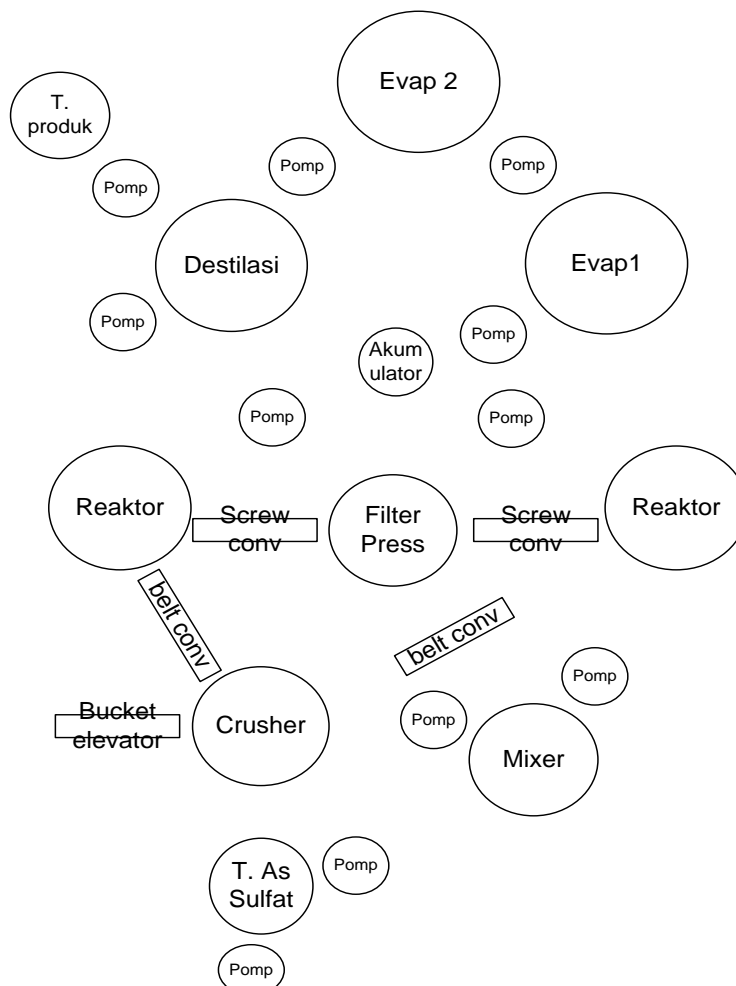 Evap 2
T.
produk
Pomp
Pomp
Pomp
Destilasi
Evap1
Pomp
Pomp
Akum
ulator
Pomp
Pomp
Reaktor
Screw
conv
Filter
Press
Screw
conv
Reaktor
belt conv
belt conv
Bucket
elevator
Crusher
Pomp
Pomp
Mixer
T. As
Sulfat
Pomp
Pomp